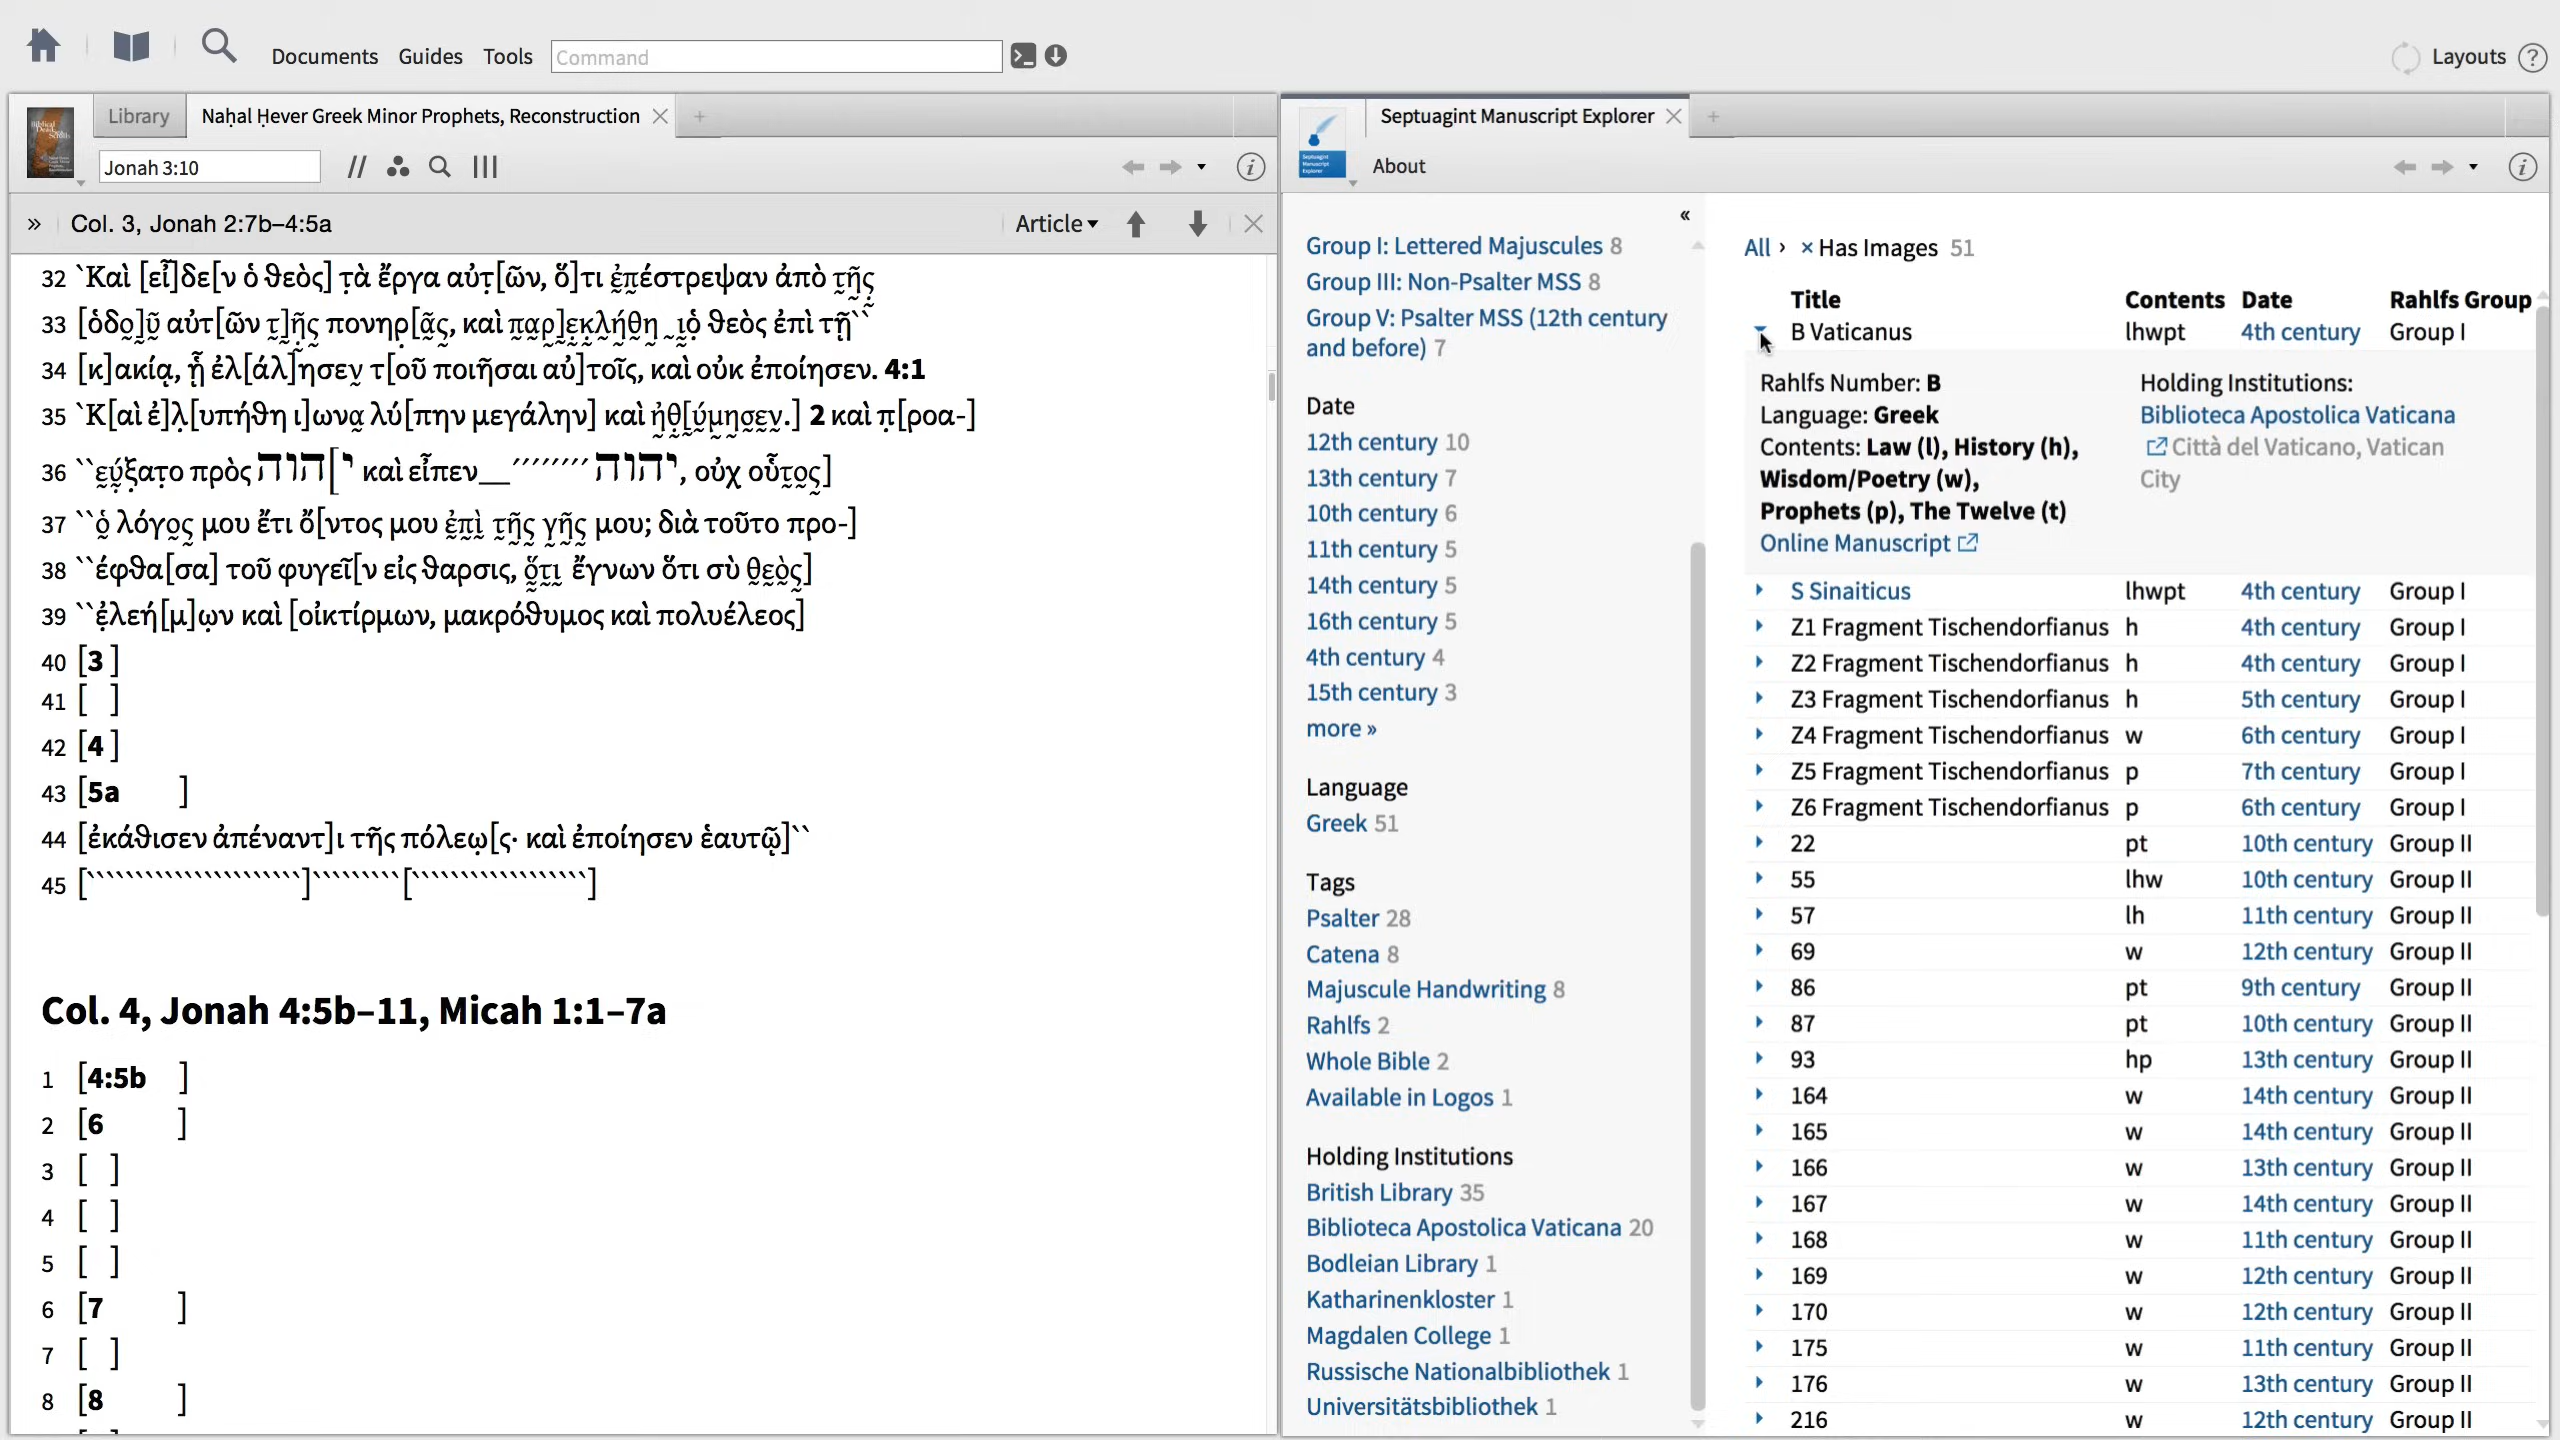 Documents Guides Tools Command Layouts
Library Naḥal Ḥever Greek Minor Prophets, Reconstruction
Jonah 3:10
Col. 3, Jonah 2:7b–4:5a Article
32 `Καὶ [εἶ]δε[ν ὁ θεὸς] τὰ ἔργα αὐτ[ῶν, ὅ]τι ἐπέστρεψαν ἀπὸ τῆς
33 [ὁδο]ῦ αὐτ[ῶν τ]ῆς πονηρ[ᾶς, καὶ παρ]εκλήθη ιὁ θεὸς ἐπὶ τῇ``
34 [κ]ακίᾳ, ᾗ ἐλ[άλ]ησεν τ[οῦ ποιῆσαι αὐ]τοῖς, καὶ οὐκ ἐποίησεν. 4:1
35 `Κ[αὶ ἐ]λ[υπήθη ι]ωνα λύ[πην μεγάλην] καὶ ἠθ[ύμησεν.] 2 καὶ π[ροα-]
36 ``εύξατο πρὸς יהוה] καὶ εἶπεν__´´´´´´´´ יהוה, οὐχ οὗτος]
37 ``ὁ λόγος μου ἔτι ὄ[ντος μου ἐπὶ τῆς γῆς μου; διὰ τοῦτο προ-]
38 ``έφθα[σα] τοῦ φυγεῖ[ν εἰς θαρσις, ὅτι ἔγνων ὅτι σὺ θεὸς]
39 ``ἐλεή[μ]ων καὶ [οἰκτίρμων, μακρόθυμος καὶ πολυέλεος]
40 [3 ]
41 [ ]
42 [4 ]
43 [5a ]
44 [ἐκάθισεν ἀπέναντ]ι τῆς πόλεω[ς· καὶ ἐποίησεν ἑαυτῷ]``
45 [`````````````````````]`````````[``````````````````]
Col. 4, Jonah 4:5b–11, Micah 1:1–7a
1 [4:5b ]
2 [6 ]
3 [ ]
4 [ ]
5 [ ]
6 [7 ]
7 [ ]
8 [8 ]
Septuagint Manuscript Explorer
Septuagint Manuscript Explorer
About
«
Group I: Lettered Majuscules 8
Group III: Non-Psalter MSS 8
Group V: Psalter MSS (12th century
and before) 7
Date
12th century 10
13th century 7
10th century 6
11th century 5
14th century 5
16th century 5
4th century 4
15th century 3
more »
Language
Greek 51
Tags
Psalter 28
Catena 8
Majuscule Handwriting 8
Rahlfs 2
Whole Bible 2
Available in Logos 1
Holding Institutions
British Library 35
Biblioteca Apostolica Vaticana 20
Bodleian Library 1
Katharinenkloster 1
Magdalen College 1
Russische Nationalbibliothek 1
Universitätsbibliothek 1
All › × Has Images 51
Title Contents Date Rahlfs Group
B Vaticanus lhwpt 4th century Group I
Rahlfs Number: B
Language: Greek
Contents: Law (l), History (h),
Wisdom/Poetry (w),
Prophets (p), The Twelve (t)
Online Manuscript
Holding Institutions:
Biblioteca Apostolica Vaticana
Città del Vaticano, Vatican
City
S Sinaiticus lhwpt 4th century Group I
Z1 Fragment Tischendorfianus h 4th century Group I
Z2 Fragment Tischendorfianus h 4th century Group I
Z3 Fragment Tischendorfianus h 5th century Group I
Z4 Fragment Tischendorfianus w 6th century Group I
Z5 Fragment Tischendorfianus p 7th century Group I
Z6 Fragment Tischendorfianus p 6th century Group I
22 pt 10th century Group II
55 lhw 10th century Group II
57 lh 11th century Group II
69 w 12th century Group II
86 pt 9th century Group II
87 pt 10th century Group II
93 hp 13th century Group II
164 w 14th century Group II
165 w 14th century Group II
166 w 13th century Group II
167 w 14th century Group II
168 w 11th century Group II
169 w 12th century Group II
170 w 12th century Group II
175 w 11th century Group II
176 w 13th century Group II
216 w 12th century Group II